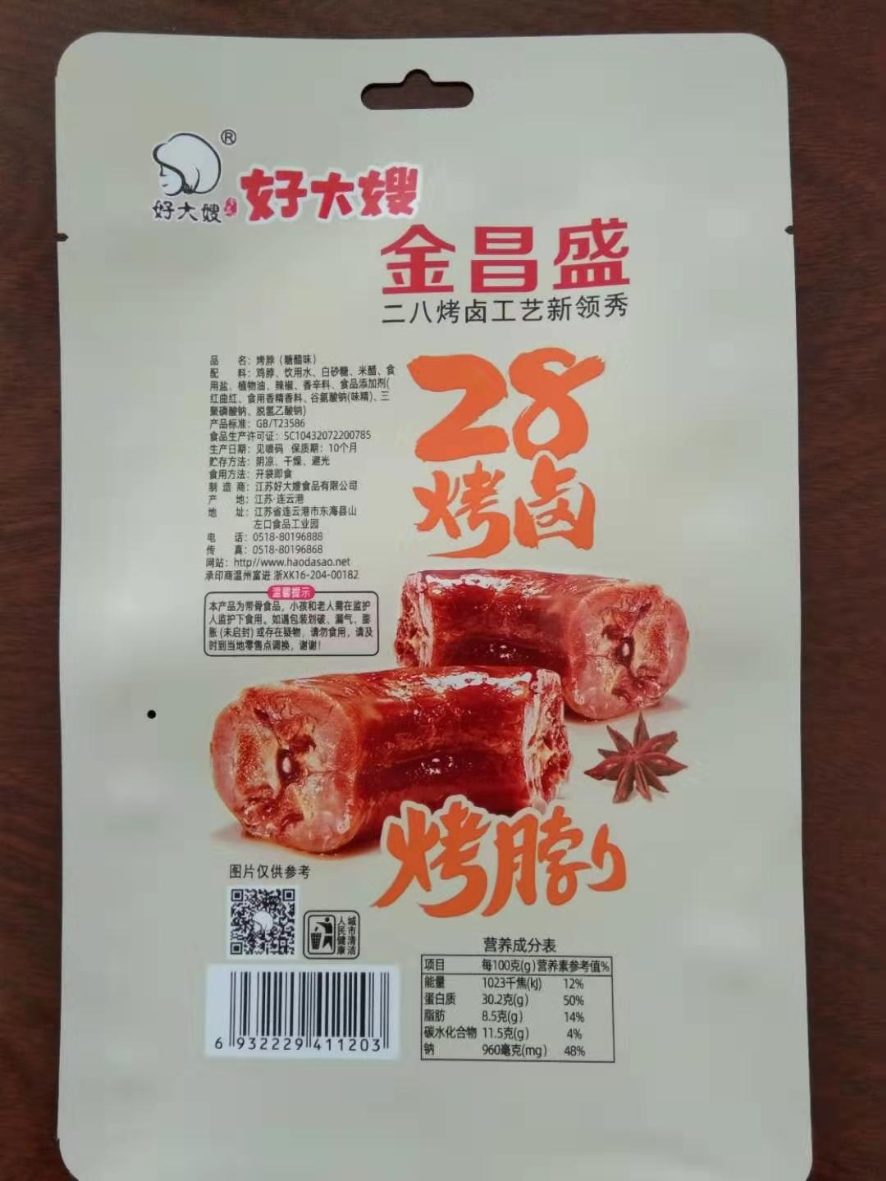 ®
好大嫂
好大嫂
金昌盛
二八烤卤工艺新领秀
28
烤卤
品 名：烤脖（糖醋味）
配 料：鸡脖、饮用水、白砂糖、米醋、食
用盐、植物油、辣椒、香辛料、食品添加剂(
红曲红、食用香精香料、谷氨酸钠(味精)、三
聚磷酸钠、脱氢乙酸钠)
产品标准：GB/T23586
食品生产许可证：SC10432072200785
生产日期：见喷码 保质期：10个月
贮存方法：阴凉、干燥、避光
食用方法：开袋即食
制 造 商：江苏好大嫂食品有限公司
产 地：江苏·连云港
地 址：江苏省连云港市东海县山
左口食品工业园
电 话：0518-80196888
传 真：0518-80196868
网站：http//www.haodasao.net
承印商温州富进 浙XK16-204-00182
温馨提示
本产品为带骨食品，小孩和老人需在监护
人监护下食用。如遇包装划破、漏气、膨
胀(未启封)或存在疑物，请勿食用，请及
时到当地零售点调换，谢谢！
烤脖
图片仅供参考
城市清洁
人民健康
6 932229 411203
营养成分表
项目 每100克(g) 营养素参考值%
能量 1023千焦(kJ) 12%
蛋白质 30.2克(g) 50%
脂肪 8.5克(g) 14%
碳水化合物 11.5克(g) 4%
钠 960毫克(mg) 48%